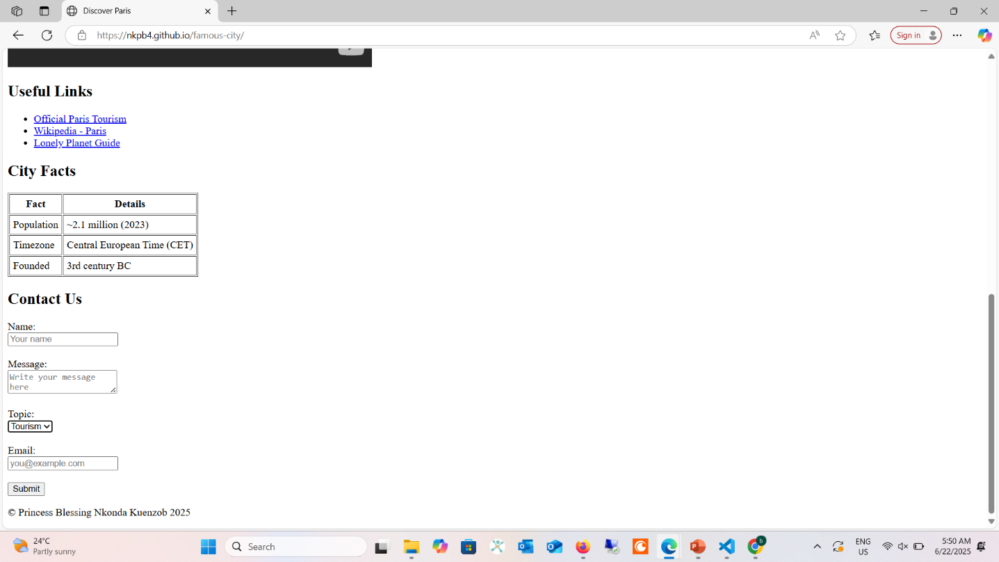 Discover Paris
https://nkpb4.github.io/famous-city/
Sign in
Useful Links
Official Paris Tourism
Wikipedia - Paris
Lonely Planet Guide
City Facts
Fact Details
Population ~2.1 million (2023)
Timezone Central European Time (CET)
Founded 3rd century BC
Contact Us
Name:
Your name
Message:
Write your message
here
Topic:
Tourism
Email:
you@example.com
Submit
© Princess Blessing Nkonda Kuenzob 2025
24°C
Partly sunny
Search
ENG
US
5:50 AM
6/22/2025